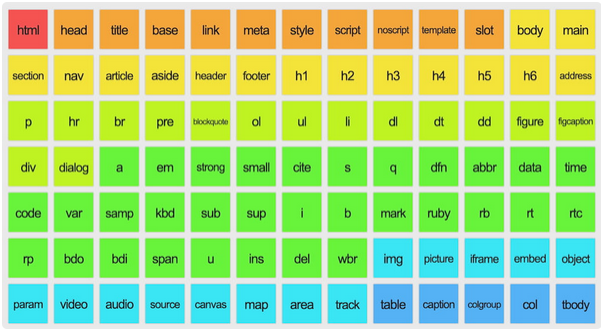 html head title base link meta style script noscript template slot body main
section nav article aside header footer h1 h2 h3 h4 h5 h6 address
p hr br pre blockquote ol ul li dl dt dd figure figcaption
div dialog a em strong small cite s q dfn abbr data time
code var samp kbd sub sup i b mark ruby rb rt rtc
rp bdo bdi span u ins del wbr img picture iframe embed object
param video audio source canvas map area track table caption colgroup col tbody